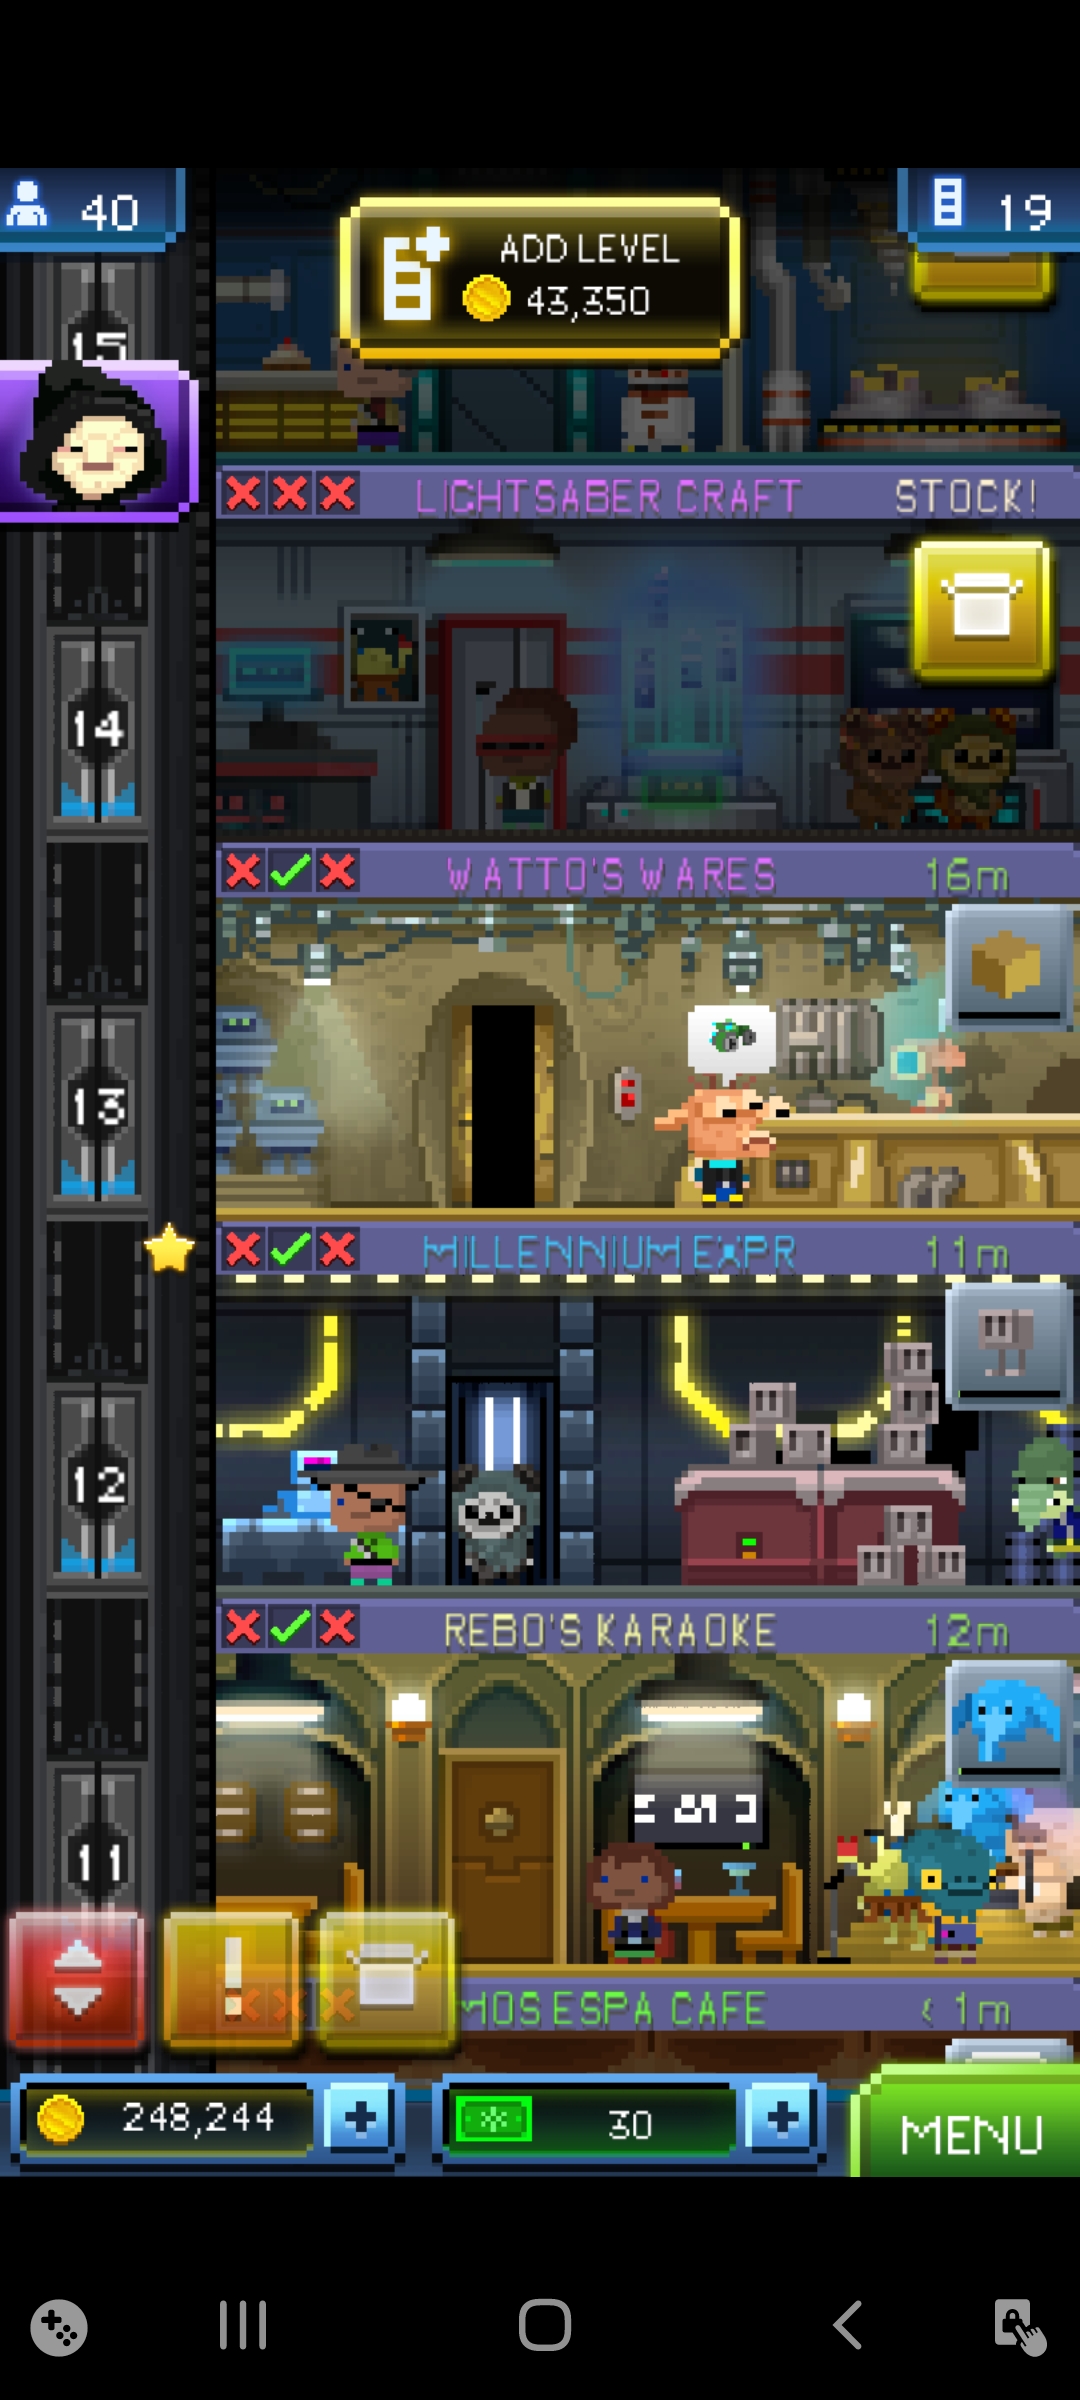 40
ADD LEVEL
43,350
19
15
LIGHTSABER CRAFT STOCK!
14
WATTO'S WARES 16m
13
MILLENNIUM EXPR 11m
12
REBO'S KARAOKE 12m
11
MOS ESPA CAFE < 1m
248,244
30
MENU